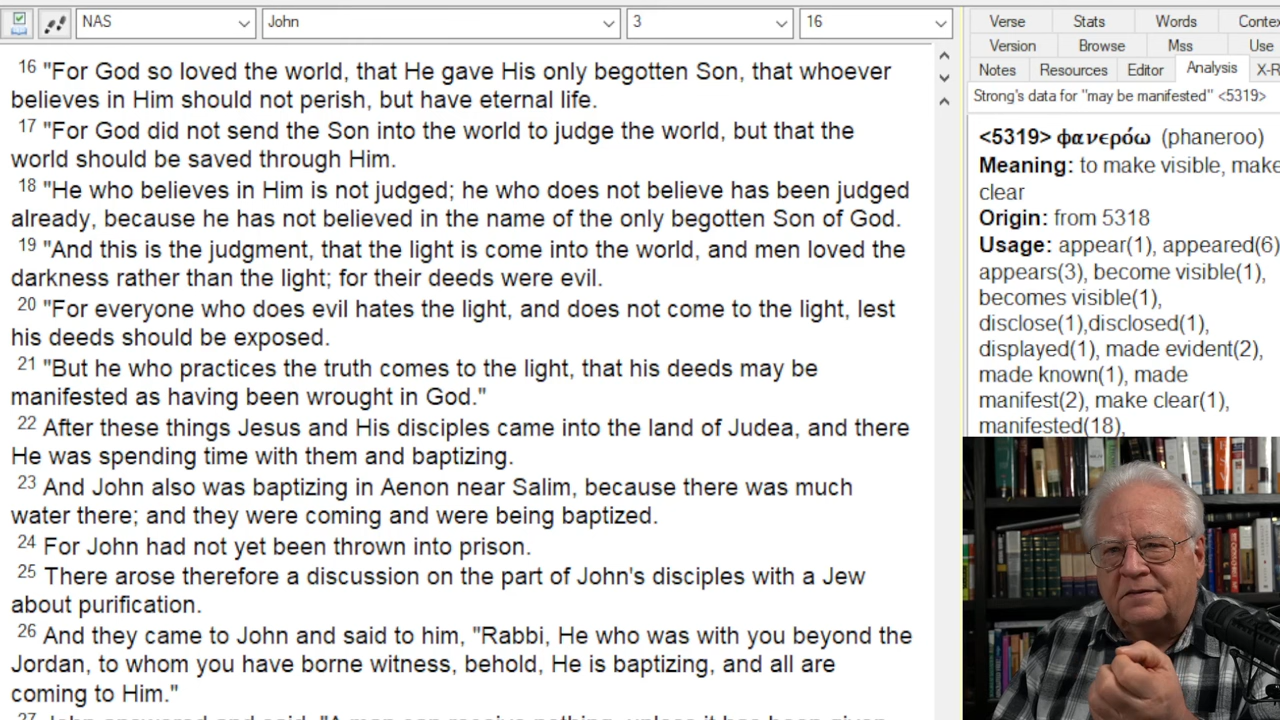 NAS John 3 16
16 "For God so loved the world, that He gave His only begotten Son, that whoever
believes in Him should not perish, but have eternal life.
17 "For God did not send the Son into the world to judge the world, but that the
world should be saved through Him.
18 "He who believes in Him is not judged; he who does not believe has been judged
already, because he has not believed in the name of the only begotten Son of God.
19 "And this is the judgment, that the light is come into the world, and men loved the
darkness rather than the light; for their deeds were evil.
20 "For everyone who does evil hates the light, and does not come to the light, lest
his deeds should be exposed.
21 "But he who practices the truth comes to the light, that his deeds may be
manifested as having been wrought in God."
22 After these things Jesus and His disciples came into the land of Judea, and there
He was spending time with them and baptizing.
23 And John also was baptizing in Aenon near Salim, because there was much
water there; and they were coming and were being baptized.
24 For John had not yet been thrown into prison.
25 There arose therefore a discussion on the part of John's disciples with a Jew
about purification.
26 And they came to John and said to him, "Rabbi, He who was with you beyond the
Jordan, to whom you have borne witness, behold, He is baptizing, and all are
coming to Him."
27 John answered and said, "A man can receive nothing, unless it has been given
Verse Stats Words Contex
Version Browse Mss Use
Notes Resources Editor Analysis X-R
Strong's data for "may be manifested" <5319>
<5319> φανερόω (phaneroo)
Meaning: to make visible, make
clear
Origin: from 5318
Usage: appear(1), appeared(6)
appears(3), become visible(1),
becomes visible(1),
disclose(1),disclosed(1),
displayed(1), made evident(2),
made known(1), made
manifest(2), make clear(1),
manifested(18),